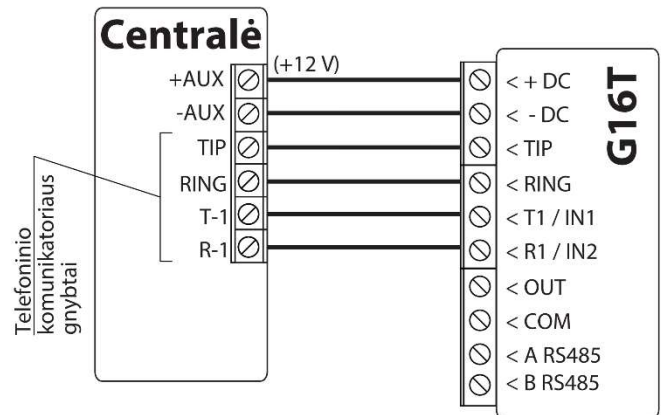 Centralė
+AUX
-AUX
TIP
RING
T-1
R-1
Telefoninio
komunikatoriaus
gnybtai
(+12 V)
G16T
< + DC
< - DC
< TIP
< RING
< T1 / IN1
< R1 / IN2
< OUT
< COM
< A RS485
< B RS485